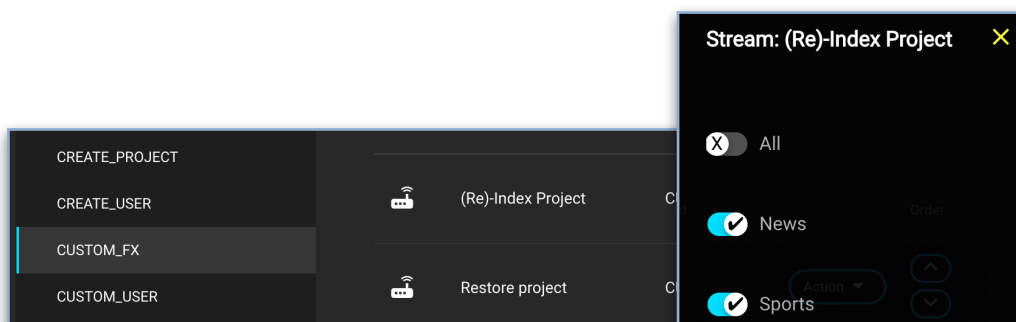 Stream: (Re)-Index Project
All
News
Sports
Order
Action
CREATE_PROJECT
CREATE_USER
CUSTOM_FX
CUSTOM_USER
(Re)-Index Project
Restore project